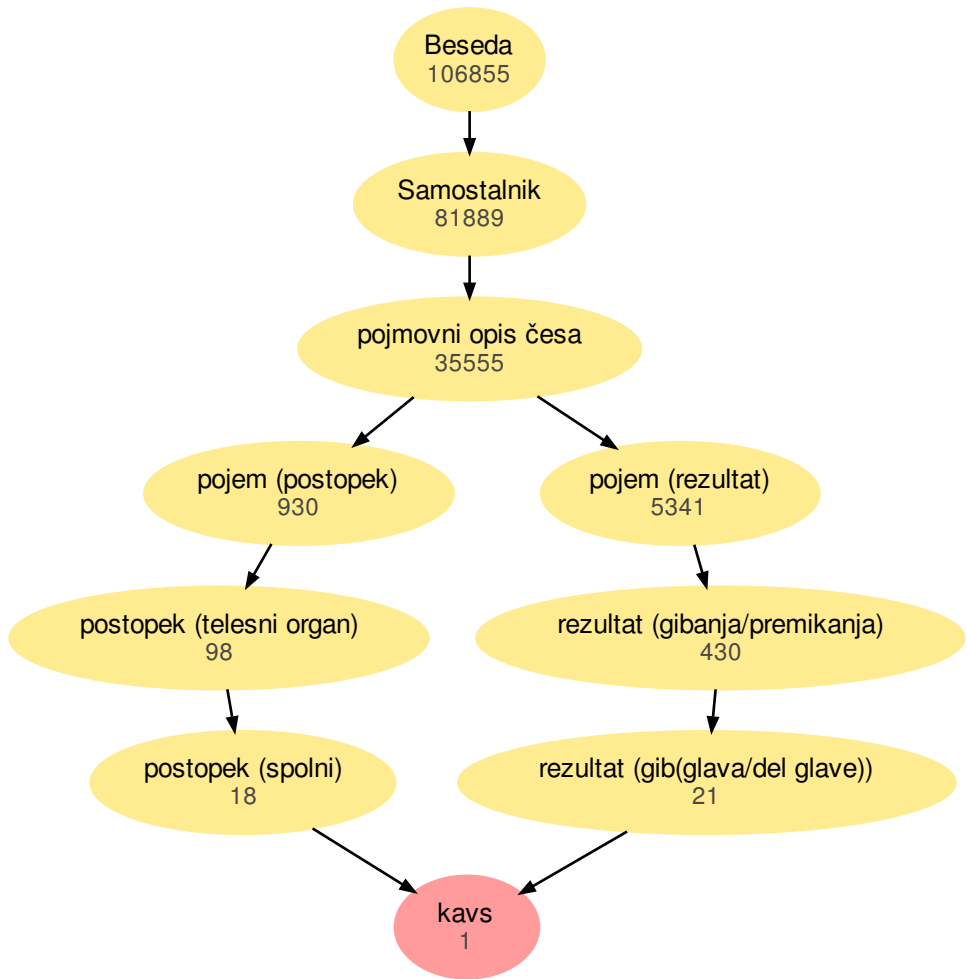 Beseda
106855
Samostalnik
81889
pojmovni opis česa
35555
pojem (postopek)
930
pojem (rezultat)
5341
postopek (telesni organ)
98
rezultat (gibanja/premikanja)
430
postopek (spolni)
18
rezultat (gib(glava/del glave))
21
kavs
1